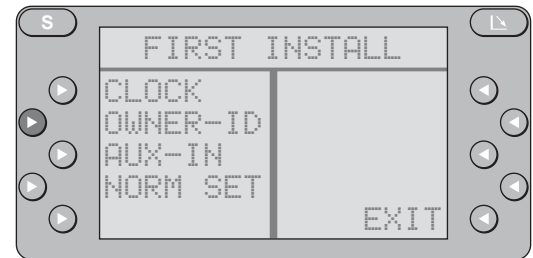 S
FIRST INSTALL
CLOCK
OWNER-ID
AUX-IN
NORM SET
EXIT